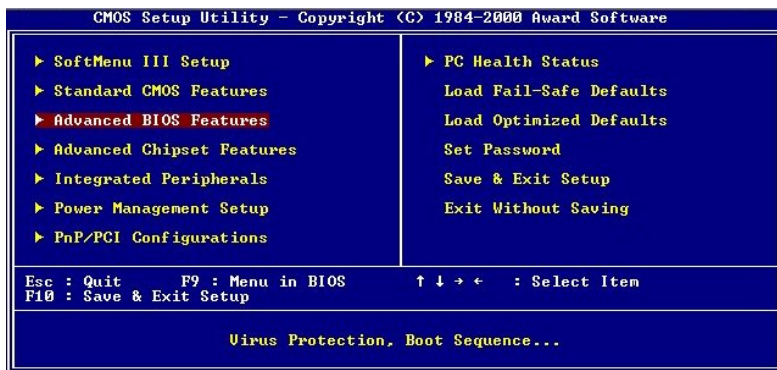 CMOS Setup Utility - Copyright (C) 1984-2000 Award Software
▶ SoftMenu III Setup
▶ Standard CMOS Features
▶ Advanced BIOS Features
▶ Advanced Chipset Features
▶ Integrated Peripherals
▶ Power Management Setup
▶ PnP/PCI Configurations
▶ PC Health Status
Load Fail-Safe Defaults
Load Optimized Defaults
Set Password
Save & Exit Setup
Exit Without Saving
Esc : Quit F9 : Menu in BIOS ↑ ↓ → ← : Select Item
F10 : Save & Exit Setup
Virus Protection, Boot Sequence...